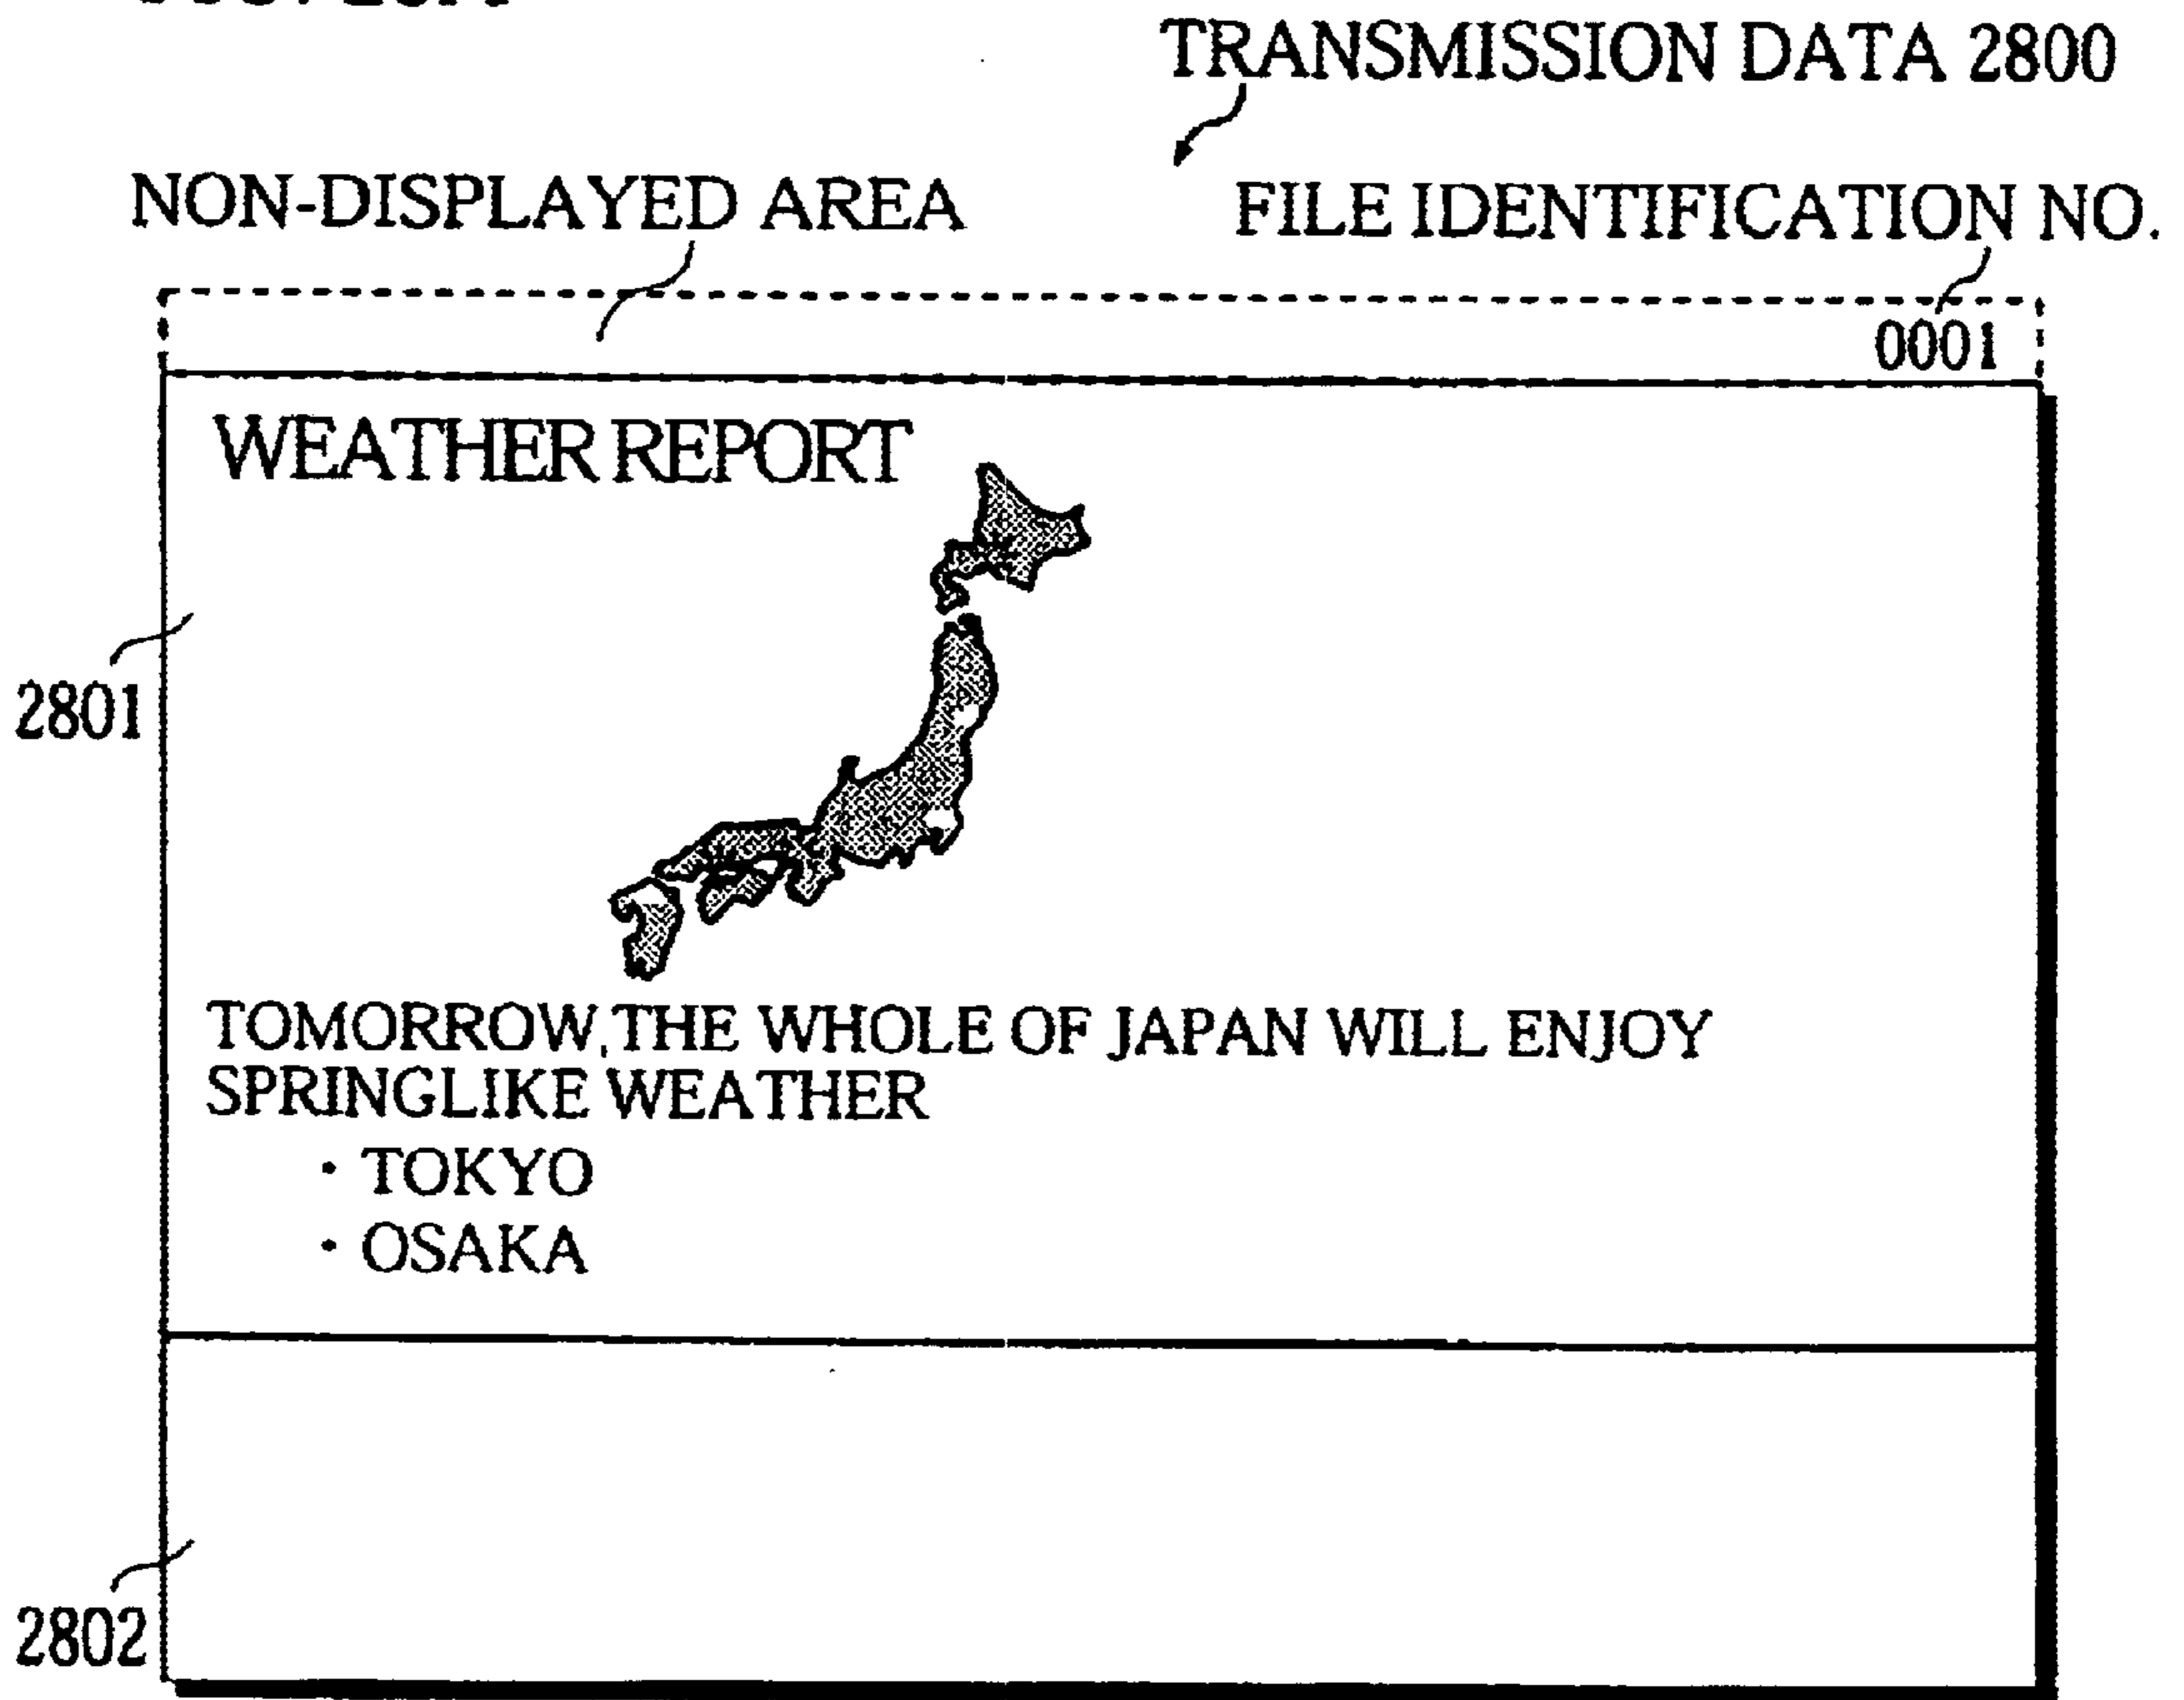 TRANSMISSION DATA 2800
NON-DISPLAYED AREA
FILE IDENTIFICATION NO.
0001
WEATHER REPORT
2801
TOMORROW, THE WHOLE OF JAPAN WILL ENJOY
SPRINGLIKE WEATHER
· TOKYO
· OSAKA
2802